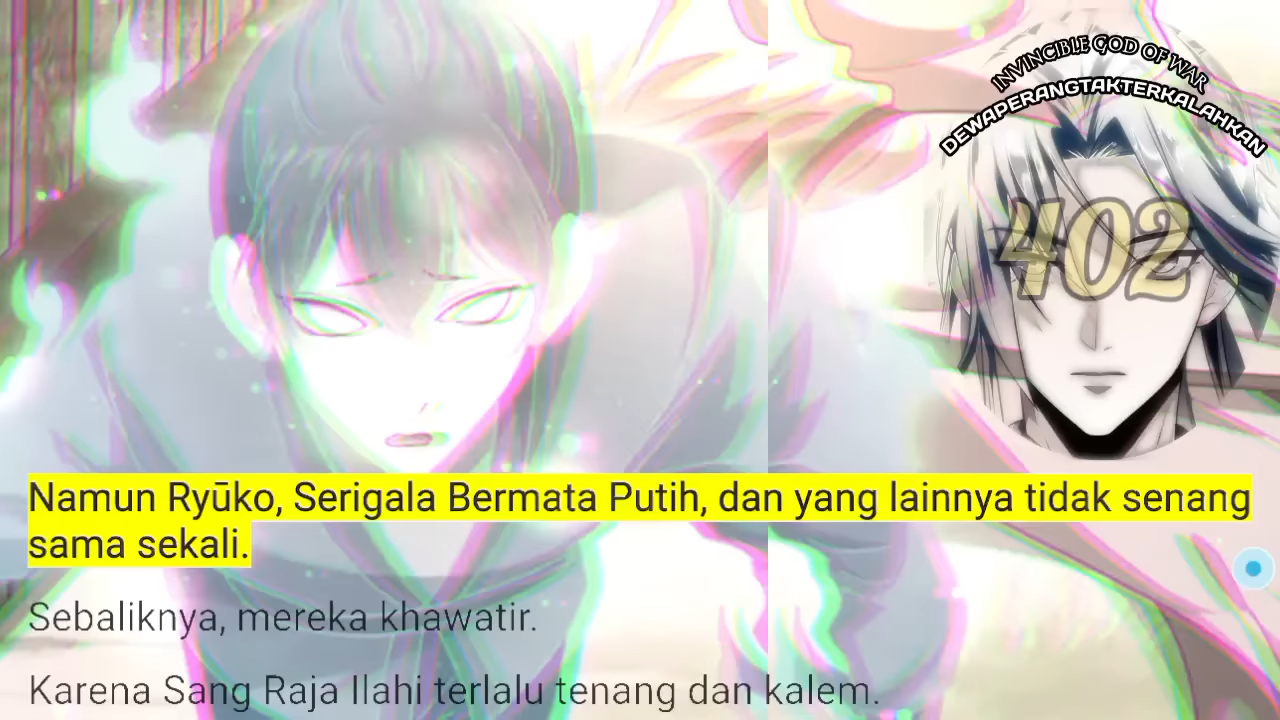 INVINCIBLE GOD OF WAR
DEWAPERANGTAKTERKALAHKAN
402
Namun Ryūko, Serigala Bermata Putih, dan yang lainnya tidak senang
sama sekali.
Sebaliknya, mereka khawatir.
Karena Sang Raja Ilahi terlalu tenang dan kalem.